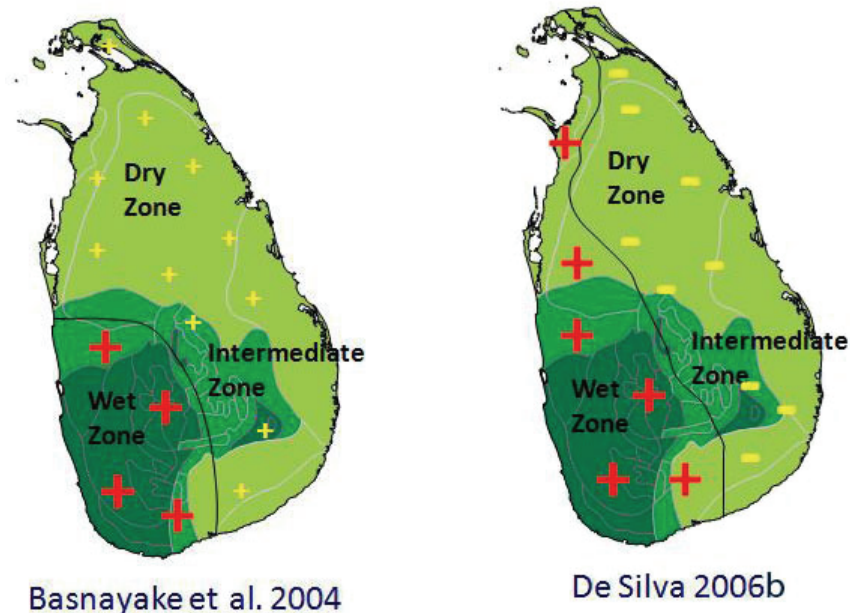 Dry
Zone
Intermediate
Zone
Wet
Zone
Basnayake et al. 2004
Dry
Zone
Intermediate
Zone
Wet
Zone
De Silva 2006b